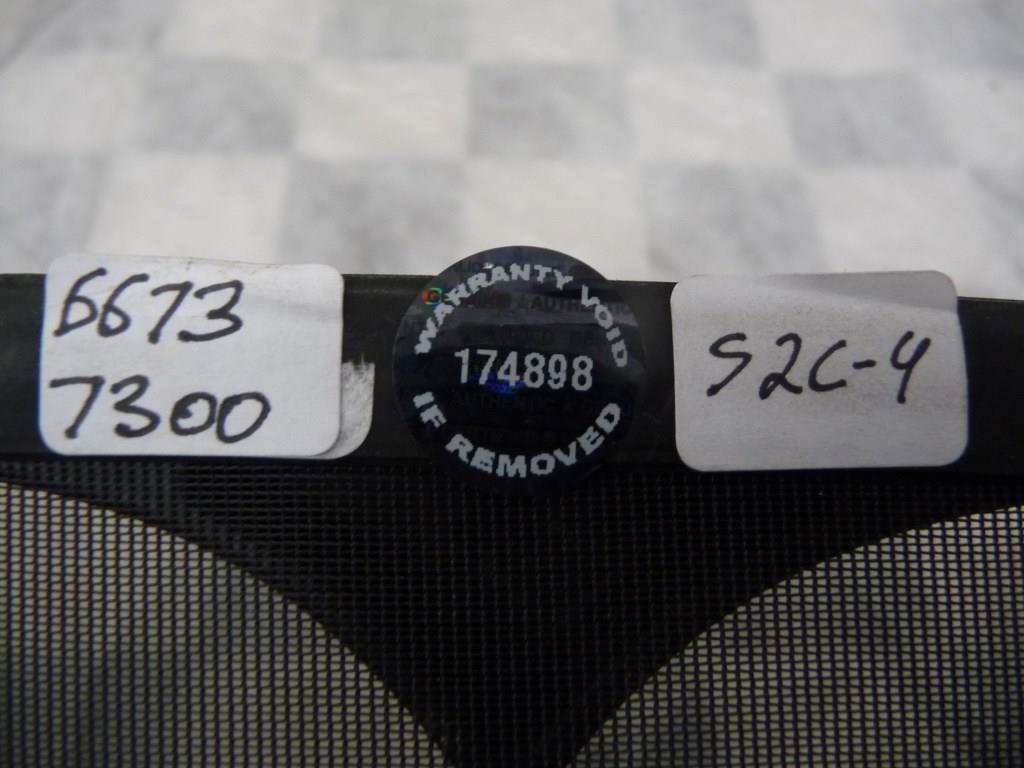 6673
7300
WARRANTY VOID
174898
IF REMOVED
S2C-4